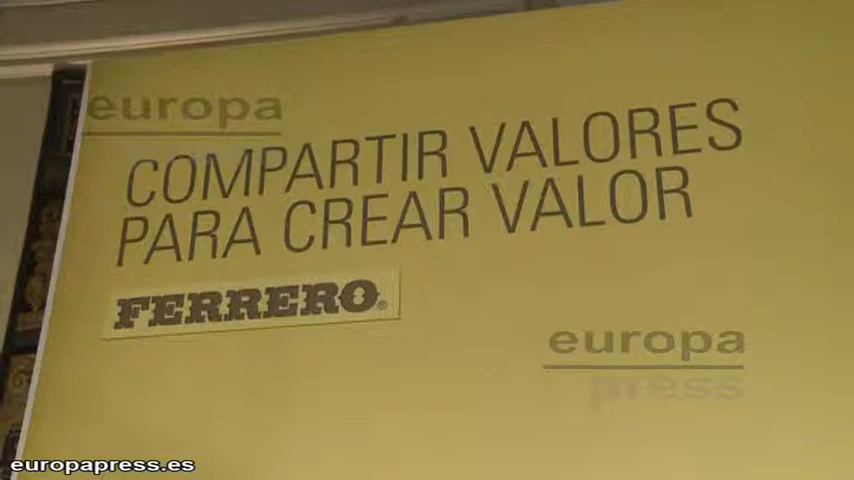 europa
COMPARTIR VALORES
PARA CREAR VALOR
FERRERO®
europa
press
europapress.es